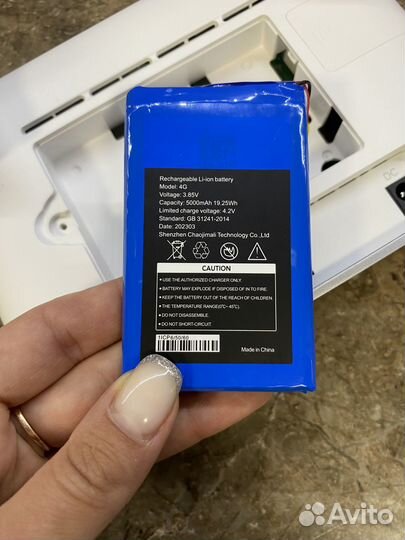 Rechargeable Li-ion battery
Model: 4G
Voltage: 3.85V
Capacity: 5000mAh 19.25Wh
Limited charge voltage: 4.2V
Standard: GB 31241-2014
Date: 202303
Shenzhen Chaojimali Technology Co.,Ltd
CAUTION
• USE THE AUTHORIZED CHARGER ONLY.
• BATTERY MAY EXPLODE IF DISPOSED OF IN TO FIRE.
• KEEP THE BATTERY OUT OF THE REACH OF CHILDREN.
• THE TEMPERATURE RANGE(0℃~ 45℃).
• DO NOT DISASSEMBLE.
• DO NOT SHORT-CIRCUIT.
1ICP6/50/60
Made in China
DC
Avito